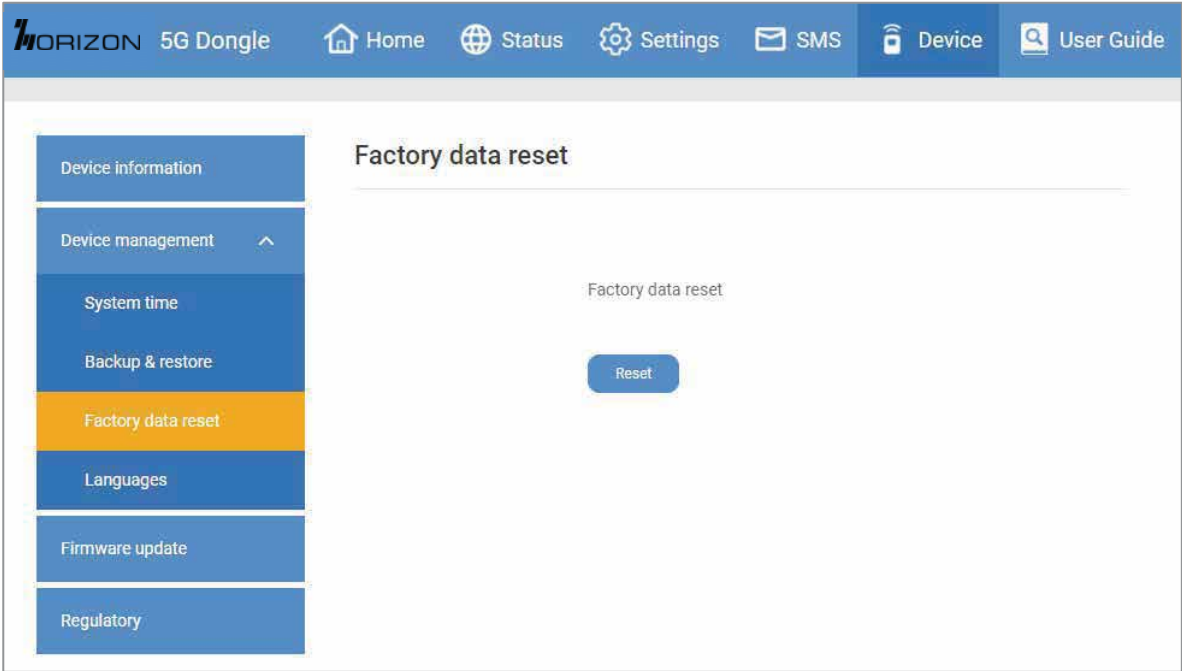 HORIZON 5G Dongle Home Status Settings SMS Device User Guide
Device information
Device management
System time
Backup & restore
Factory data reset
Languages
Firmware update
Regulatory
Factory data reset
Factory data reset
Reset